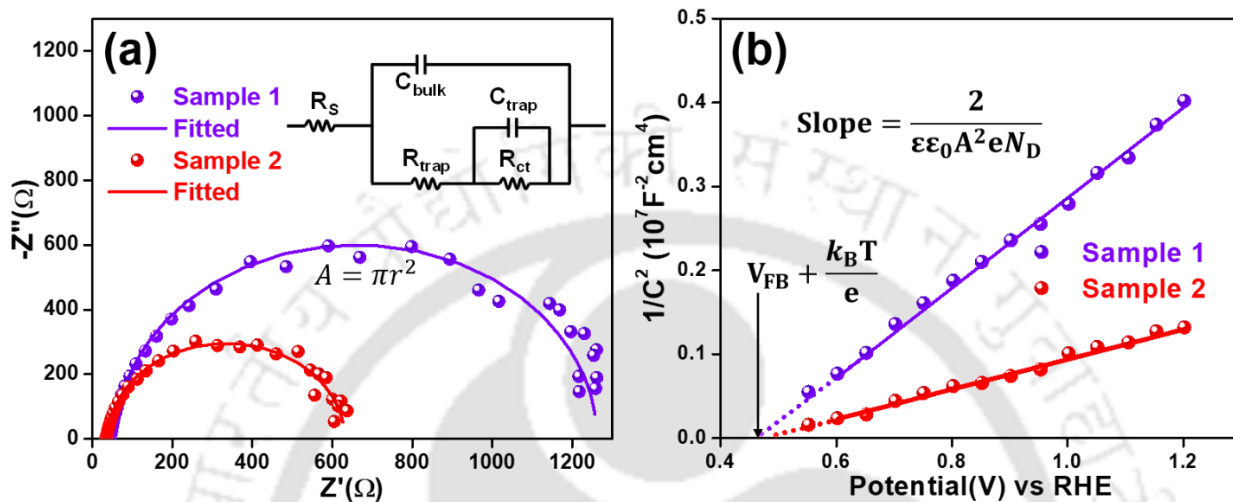 (a)
Sample 1
Fitted
Sample 2
Fitted
R_S
C_bulk
C_trap
R_trap
R_ct
A = πr²
-Z''(Ω)
1200
1000
800
600
400
200
0
0 200 400 600 800 1000 1200
Z'(Ω)
(b)
Slope = 2 / εε₀A²eN_D
V_FB + k_BT / e
Sample 1
Sample 2
1/C² (10⁷F⁻²cm⁴)
0.5
0.4
0.3
0.2
0.1
0.0
0.4 0.6 0.8 1.0 1.2
Potential(V) vs RHE